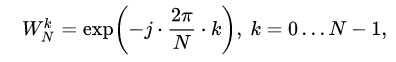 W_N^k = exp(−j · 2π/N · k), k = 0 … N − 1,